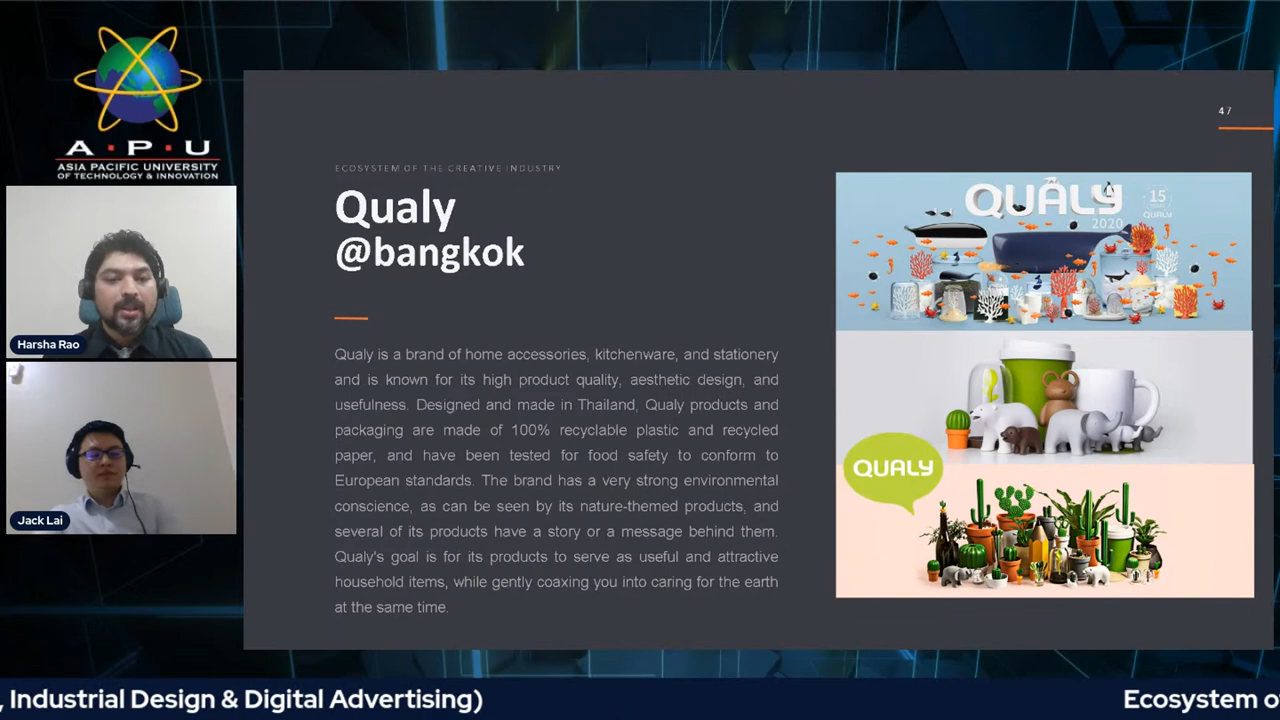 A·P·U
ASIA PACIFIC UNIVERSITY
OF TECHNOLOGY & INNOVATION
Harsha Rao
Jack Lai
47
ECOSYSTEM OF THE CREATIVE INDUSTRY
Qualy
@bangkok
Qualy is a brand of home accessories, kitchenware, and stationery
and is known for its high product quality, aesthetic design, and
usefulness. Designed and made in Thailand, Qualy products and
packaging are made of 100% recyclable plastic and recycled
paper, and have been tested for food safety to conform to
European standards. The brand has a very strong environmental
conscience, as can be seen by its nature-themed products, and
several of its products have a story or a message behind them.
Qualy's goal is for its products to serve as useful and attractive
household items, while gently coaxing you into caring for the earth
at the same time.
QUALY
2020
15
QUALY
QUALY
, Industrial Design & Digital Advertising)
Ecosystem of